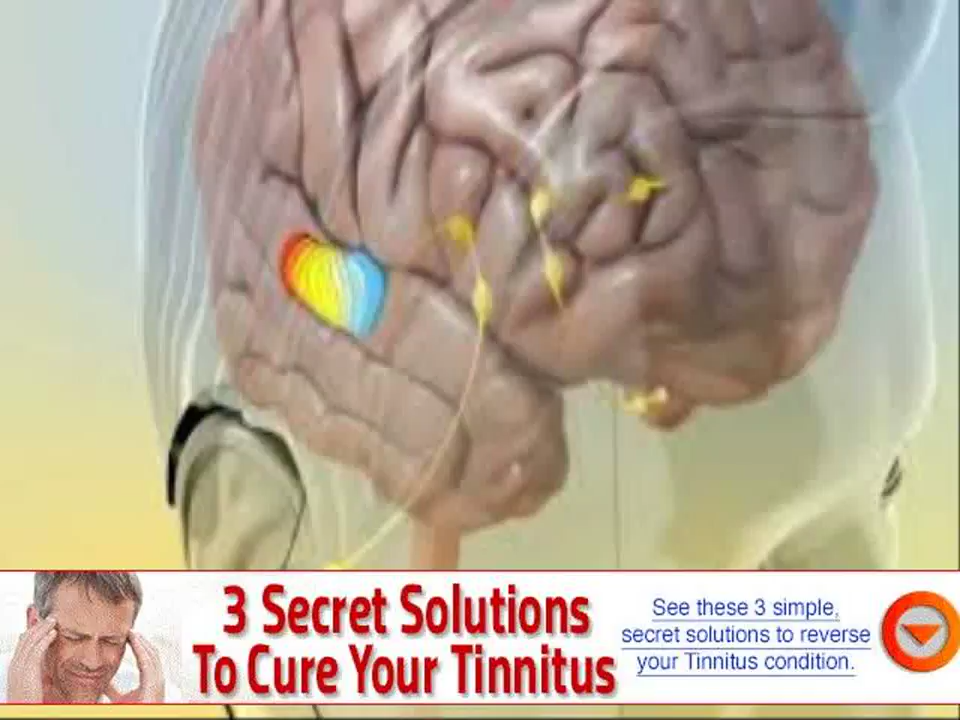 3 Secret Solutions
To Cure Your Tinnitus
See these 3 simple,
secret solutions to reverse
your Tinnitus condition.